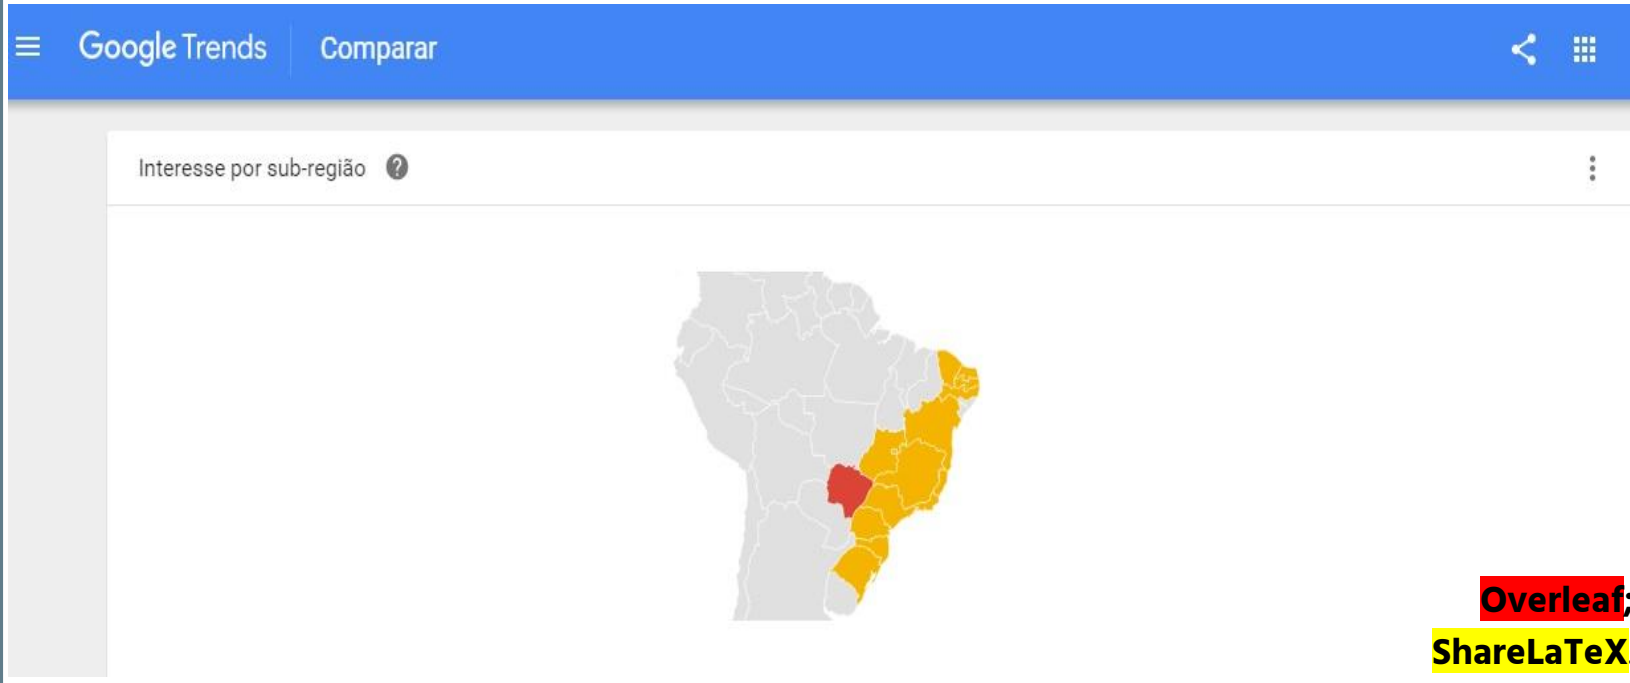 Google Trends Comparar
Interesse por sub-região ?
Overleaf;
ShareLaTeX.